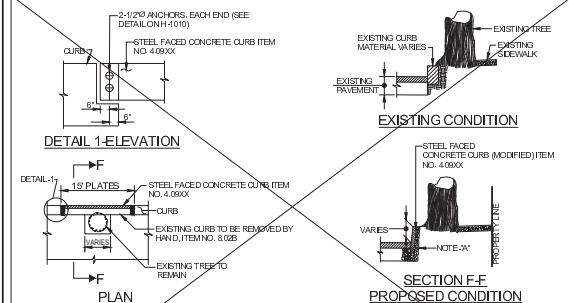 2-1/2"Ø ANCHORS, EACH END (SEE
DETAIL ON H-1010)
CURB
STEEL FACED CONCRETE CURB ITEM
NO. 4.09XX
6"
6"
DETAIL 1-ELEVATION
EXISTING CURB
MATERIAL VARIES
EXISTING TREE
EXISTING
SIDEWALK
EXISTING
PAVEMENT
EXISTING CONDITION
F
DETAIL-1
15' PLATES
STEEL FACED CONCRETE CURB ITEM
NO. 4.09XX
CURB
EXISTING CURB TO BE REMOVED BY
HAND, ITEM NO. 8.02B
VARIES
EXISTING TREE TO
REMAIN
F
PLAN
STEEL FACED
CONCRETE CURB (MODIFIED) ITEM
NO. 4.09XX
VARIES
NOTE-"A"
PROPERTY LINE
SECTION F-F
PROPOSED CONDITION